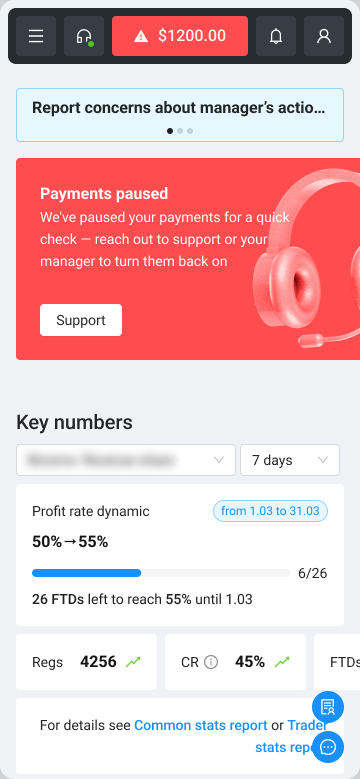 $1200.00
Report concerns about manager's actio...
Payments paused
We've paused your payments for a quick
check — reach out to support or your
manager to turn them back on
Support
Key numbers
7 days
Profit rate dynamic
from 1.03 to 31.03
50%→55%
6/26
26 FTDs left to reach 55% until 1.03
Regs 4256
CR 45%
FTDs
For details see Common stats report or Trader
stats